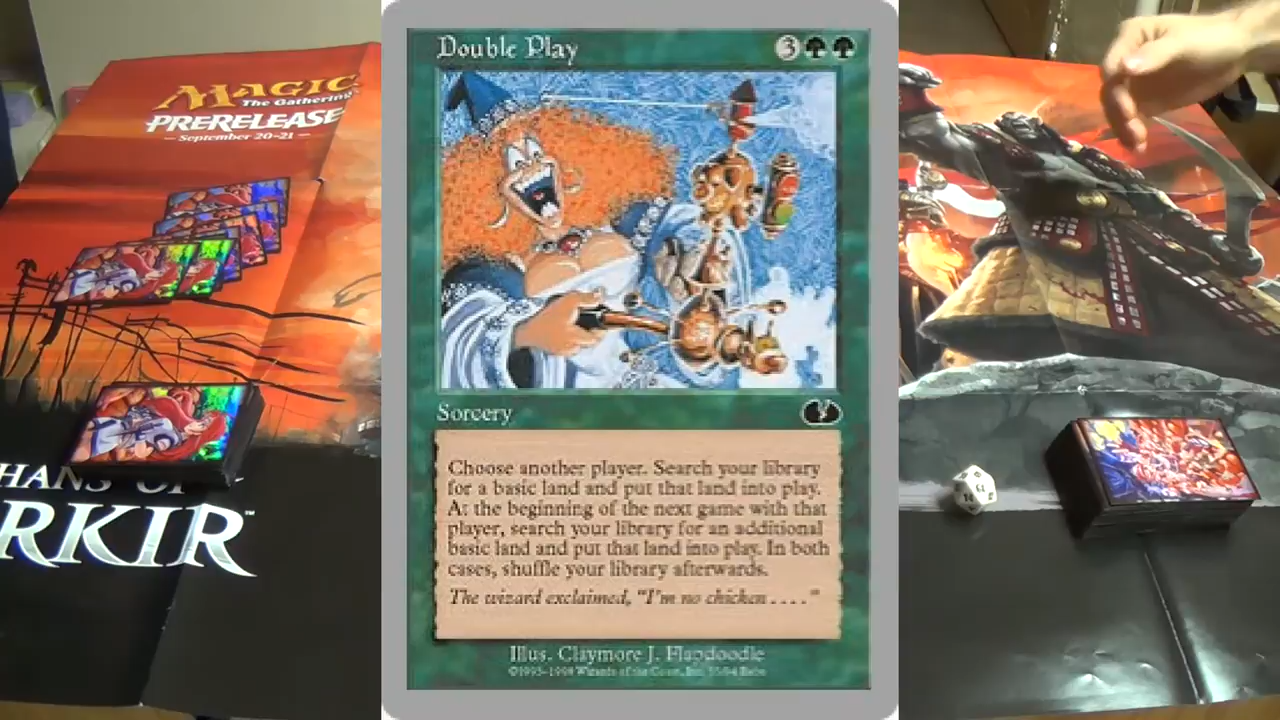 MAGIC
The Gathering
PRERELEASE
— September 20-21 —
HANS OF
RKIR™
Double Play
3
Sorcery
Choose another player. Search your library
for a basic land and put that land into play.
At the beginning of the next game with that
player, search your library for an additional
basic land and put that land into play. In both
cases, shuffle your library afterwards.
The wizard exclaimed, "I'm no chicken . . . ."
Illus. Claymore J. Flapdoodle